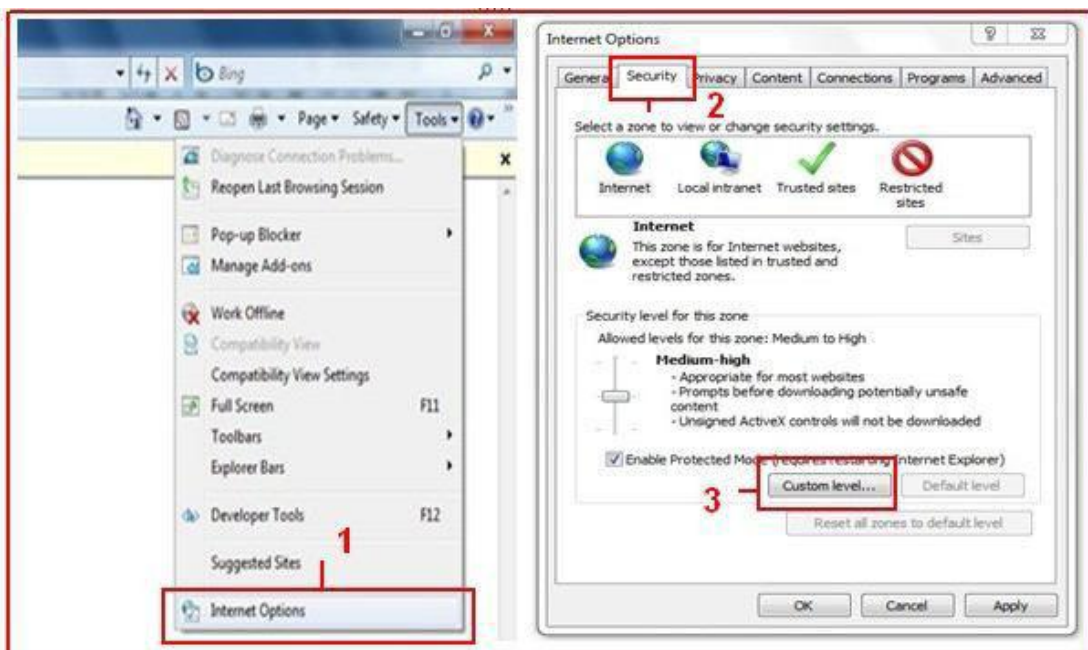 Bing
Page
Safety
Tools
Diagnose Connection Problems...
Reopen Last Browsing Session
Pop-up Blocker
Manage Add-ons
Work Offline
Compatibility View
Compatibility View Settings
Full Screen F11
Toolbars
Explorer Bars
Developer Tools F12
1
Suggested Sites
Internet Options
Internet Options
General Security Privacy Content Connections Programs Advanced
2
Select a zone to view or change security settings.
Internet Local intranet Trusted sites Restricted
sites
Internet
Sites
This zone is for Internet websites,
except those listed in trusted and
restricted zones.
Security level for this zone
Allowed levels for this zone: Medium to High
Medium-high
- Appropriate for most websites
- Prompts before downloading potentially unsafe
content
- Unsigned ActiveX controls will not be downloaded
Enable Protected Mode (requires restarting Internet Explorer)
3
Custom level... Default level
Reset all zones to default level
OK Cancel Apply